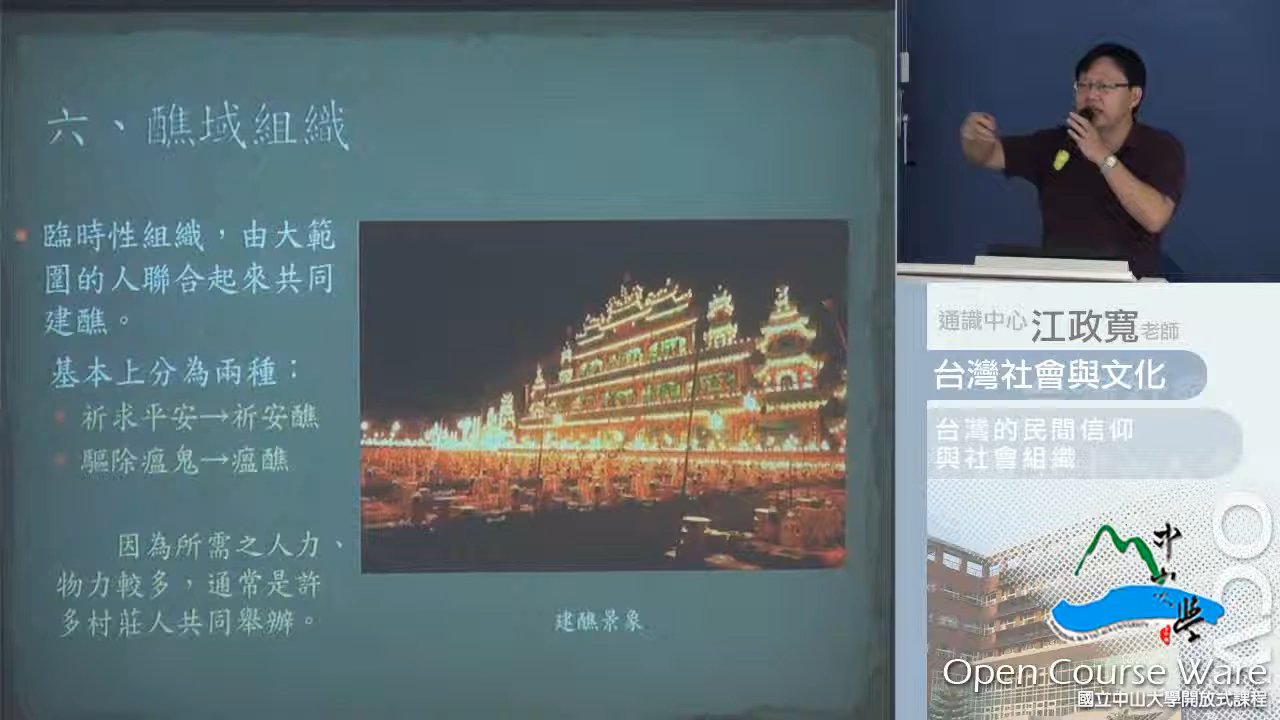 六、醮域組織
臨時性組織，由大範
圍的人聯合起來共同
建醮。
基本上分為兩種：
祈求平安→祈安醮
驅除瘟鬼→瘟醮
因為所需之人力、
物力較多，通常是許
多村莊人共同舉辦。
建醮景象
通識中心 江政寬 老師
台灣社會與文化
台灣的民間信仰
與社會組織
中山大學
OCW
Open Course Ware
國立中山大學開放式課程